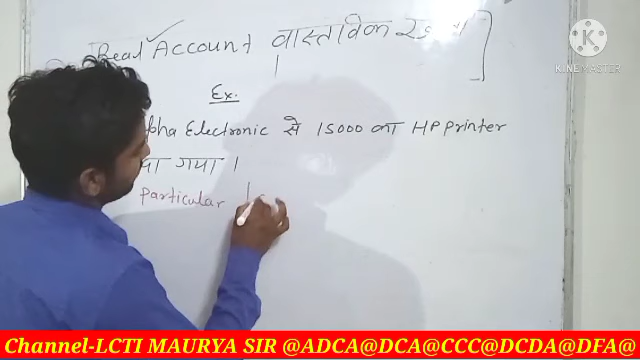 Real Account वास्तविक
KINEMASTER
Ex.
Electronic से 15000 का HP Printer
गया ।
Particular
Channel-LCTI MAURYA SIR @ADCA@DCA@CCC@DCDA@DFA@